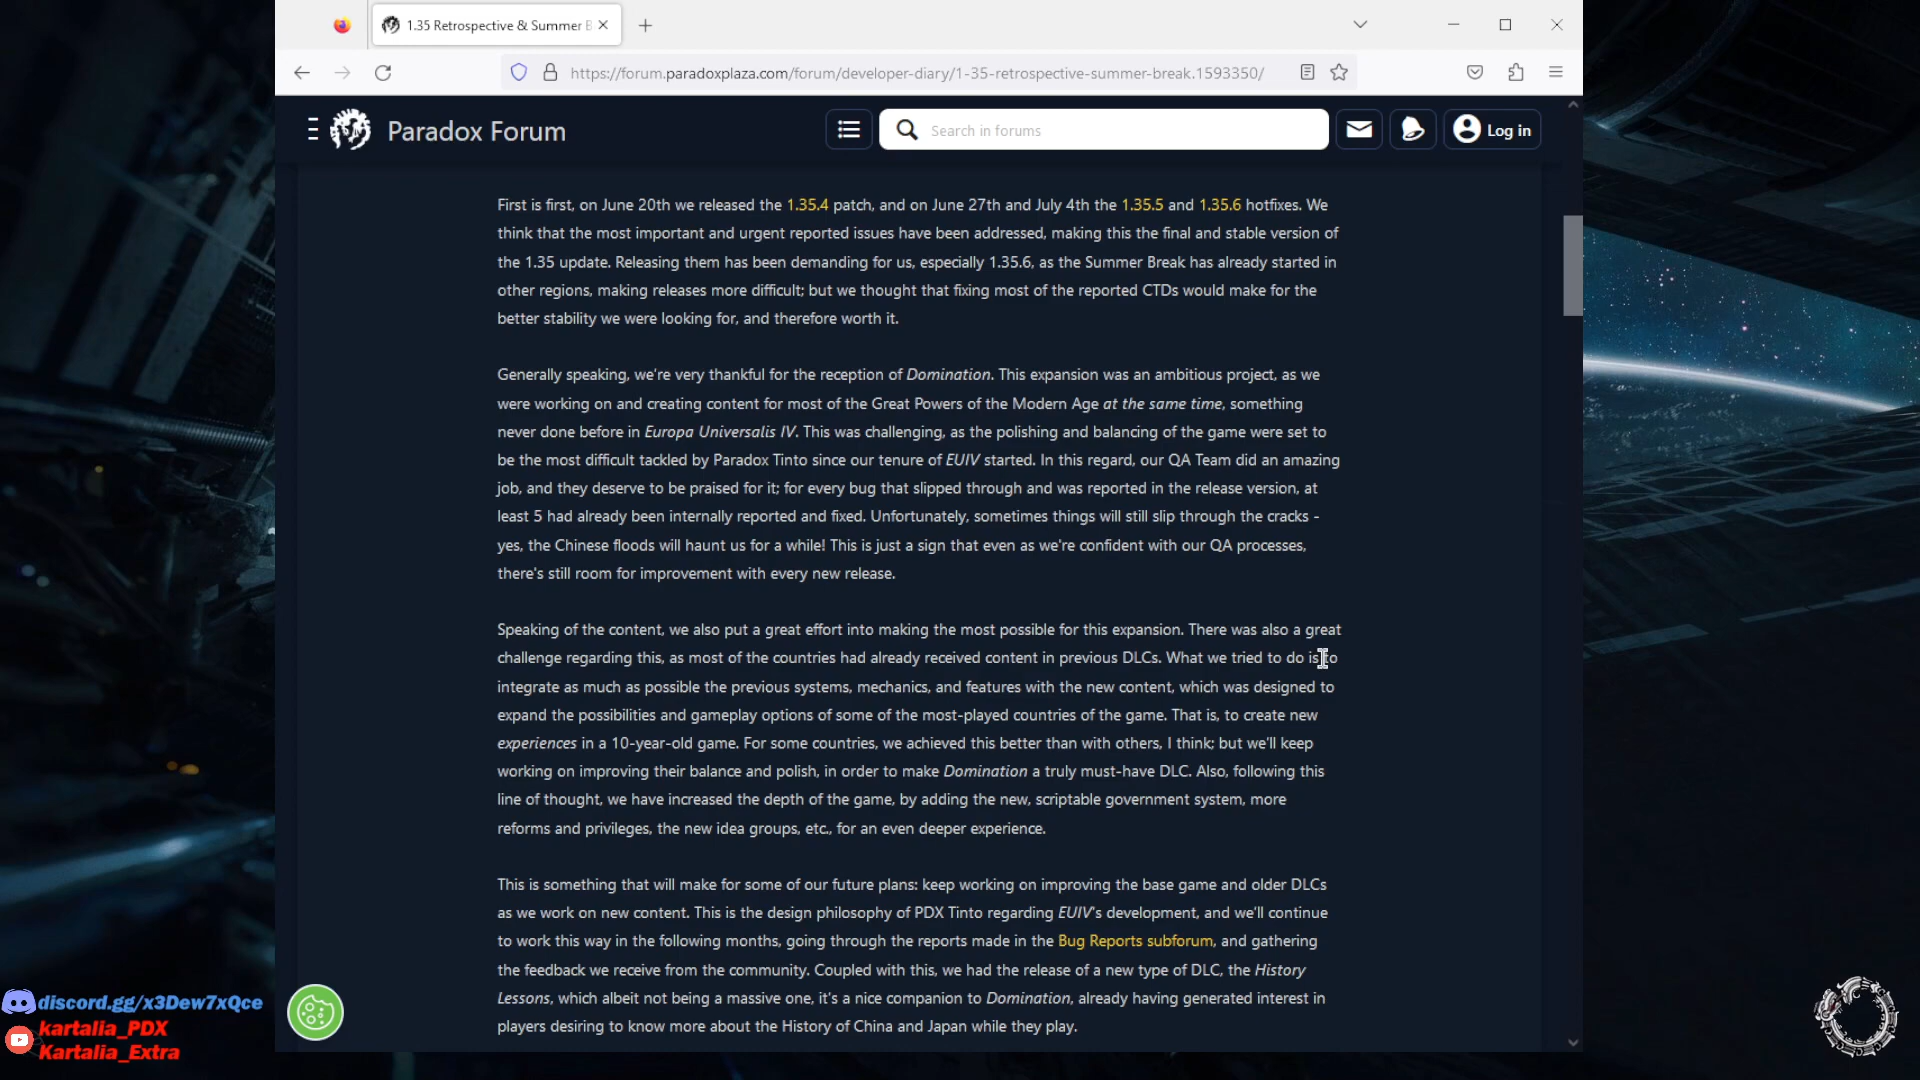 1.35 Retrospective & Summer B
https://forum.paradoxplaza.com/forum/developer-diary/1-35-retrospective-summer-break.1593350/
Paradox Forum
Search in forums
Log in
First is first, on June 20th we released the 1.35.4 patch, and on June 27th and July 4th the 1.35.5 and 1.35.6 hotfixes. We
think that the most important and urgent reported issues have been addressed, making this the final and stable version of
the 1.35 update. Releasing them has been demanding for us, especially 1.35.6, as the Summer Break has already started in
other regions, making releases more difficult; but we thought that fixing most of the reported CTDs would make for the
better stability we were looking for, and therefore worth it.
Generally speaking, we're very thankful for the reception of Domination. This expansion was an ambitious project, as we
were working on and creating content for most of the Great Powers of the Modern Age at the same time, something
never done before in Europa Universalis IV. This was challenging, as the polishing and balancing of the game were set to
be the most difficult tackled by Paradox Tinto since our tenure of EUIV started. In this regard, our QA Team did an amazing
job, and they deserve to be praised for it; for every bug that slipped through and was reported in the release version, at
least 5 had already been internally reported and fixed. Unfortunately, sometimes things will still slip through the cracks -
yes, the Chinese floods will haunt us for a while! This is just a sign that even as we're confident with our QA processes,
there's still room for improvement with every new release.
Speaking of the content, we also put a great effort into making the most possible for this expansion. There was also a great
challenge regarding this, as most of the countries had already received content in previous DLCs. What we tried to do is to
integrate as much as possible the previous systems, mechanics, and features with the new content, which was designed to
expand the possibilities and gameplay options of some of the most-played countries of the game. That is, to create new
experiences in a 10-year-old game. For some countries, we achieved this better than with others, I think; but we'll keep
working on improving their balance and polish, in order to make Domination a truly must-have DLC. Also, following this
line of thought, we have increased the depth of the game, by adding the new, scriptable government system, more
reforms and privileges, the new idea groups, etc., for an even deeper experience.
This is something that will make for some of our future plans: keep working on improving the base game and older DLCs
as we work on new content. This is the design philosophy of PDX Tinto regarding EUIV's development, and we'll continue
to work this way in the following months, going through the reports made in the Bug Reports subforum, and gathering
the feedback we receive from the community. Coupled with this, we had the release of a new type of DLC, the History
Lessons, which albeit not being a massive one, it's a nice companion to Domination, already having generated interest in
players desiring to know more about the History of China and Japan while they play.
discord.gg/x3Dew7xQce
kartalia_PDX
Kartalia_Extra